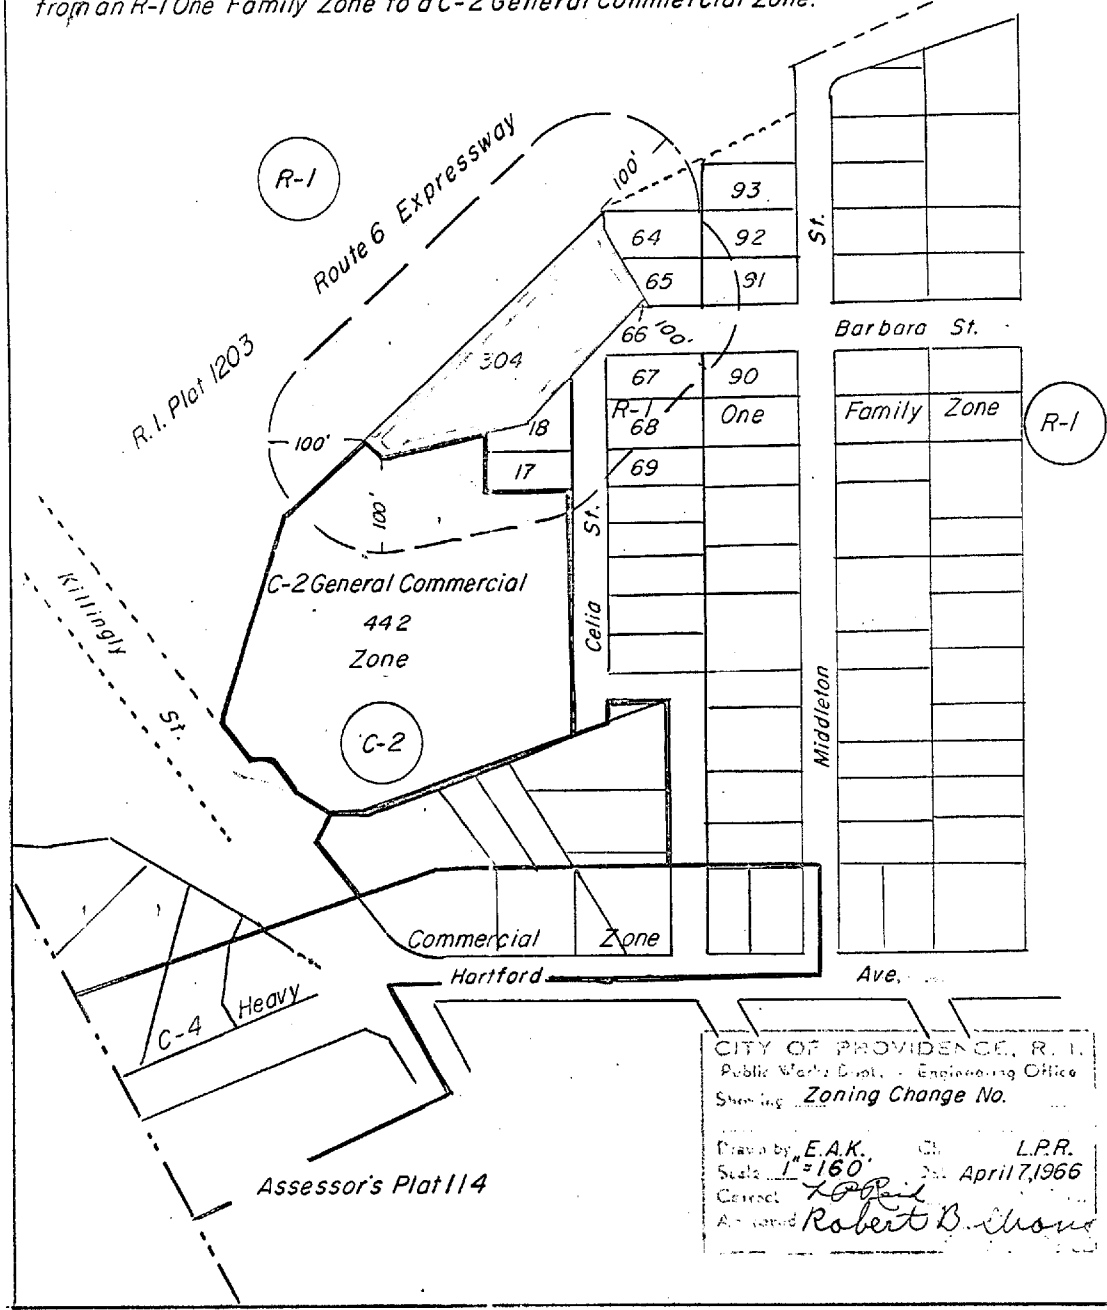 from an R-1 One Family Zone to a C-2 General Commercial Zone.
R-1
Route 6 Expressway
100'
93
64
92
St.
65
91
66
100'
Barbara St.
R.I. Plat 1203
304
67
90
R-1
One
Family
Zone
R-1
18
68
100'
17
69
100'
St.
C-2 General Commercial
442
Zone
Killingly
St.
Celia
C-2
Middleton
Commercial
Zone
Hartford
Ave.
C-4
Heavy
CITY OF PROVIDENCE, R. I.
Public Works Dept. - Engineering Office
Showing Zoning Change No.
Drawn by E.A.K. Ch. L.P.R.
Scale 1"=160' April 7, 1966
Correct
Robert B.
Assessor's Plat 114